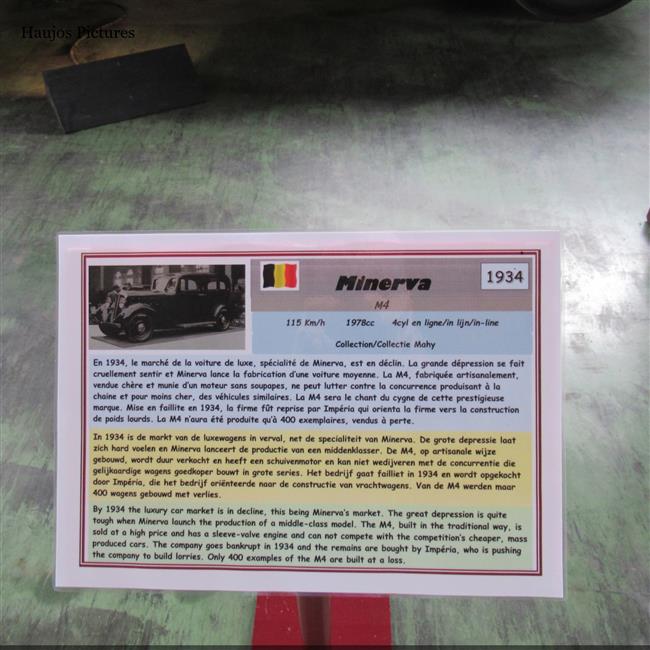 Haujos Pictures
Minerva
1934
M4
115 Km/h 1978cc 4cyl en ligne/in lijn/in-line
Collection/Collectie Mahy
En 1934, le marché de la voiture de luxe, spécialité de Minerva, est en déclin. La grande dépression se fait
cruellement sentir et Minerva lance la fabrication d'une voiture moyenne. La M4, fabriquée artisanalement,
vendue chère et munie d'un moteur sans soupapes, ne peut lutter contre la concurrence produisant à la
chaine et pour moins cher, des véhicules similaires. La M4 sera le chant du cygne de cette prestigieuse
marque. Mise en faillite en 1934, la firme fût reprise par Impéria qui orienta la firme vers la construction
de poids lourds. La M4 n'aura été produite qu'à 400 exemplaires, vendus à perte.
In 1934 is de markt van de luxewagens in verval, net de specialiteit van Minerva. De grote depressie laat
zich hard voelen en Minerva lanceert de productie van een middenklasser. De M4, op artisanale wijze
gebouwd, wordt duur verkocht en heeft een schuivenmotor en kan niet wedijveren met de concurrentie die
gelijkaardige wagens goedkoper bouwt in grote series. Het bedrijf gaat failliet in 1934 en wordt opgekocht
door Impéria, die het bedrijf oriënteerde naar de constructie van vrachtwagens. Van de M4 werden maar
400 wagens gebouwd met verlies.
By 1934 the luxury car market is in decline, this being Minerva's market. The great depression is quite
tough when Minerva launch the production of a middle-class model. The M4, built in the traditional way, is
sold at a high price and has a sleeve-valve engine and can not compete with the competition's cheaper, mass
produced cars. The company goes bankrupt in 1934 and the remains are bought by Impéria, who is pushing
the company to build lorries. Only 400 examples of the M4 are built at a loss.